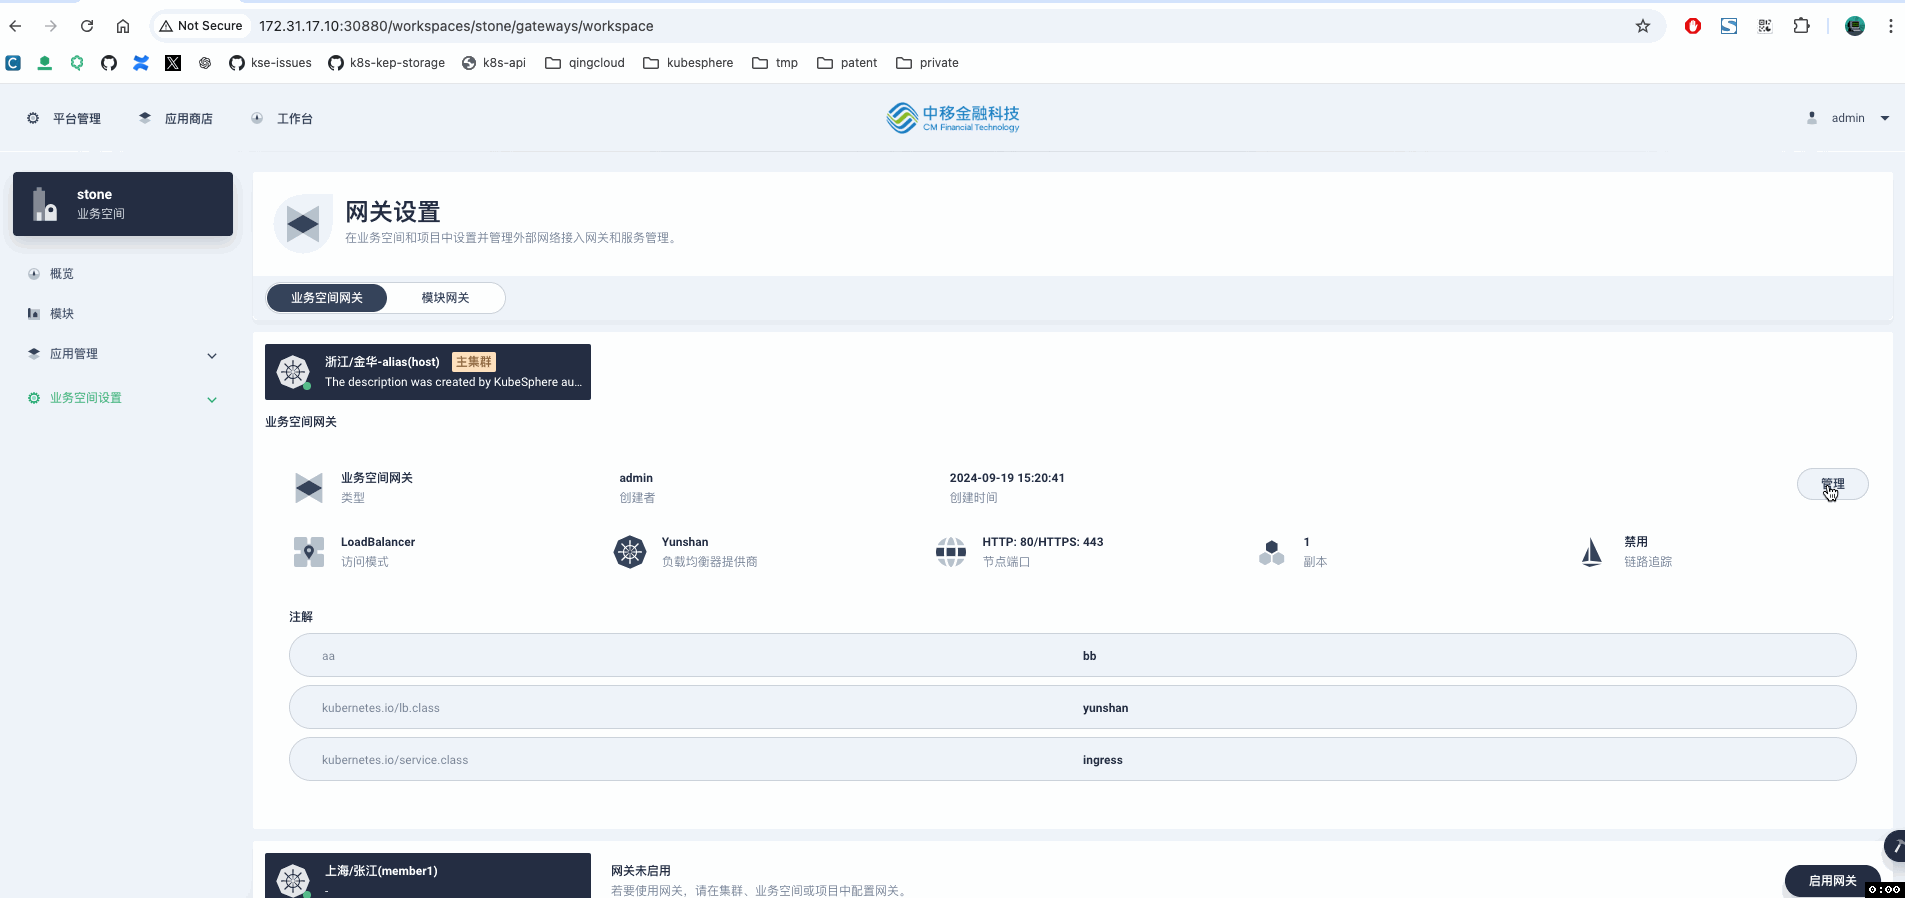 Not Secure
172.31.17.10:30880/workspaces/stone/gateways/workspace
kse-issues
k8s-kep-storage
k8s-api
qingcloud
kubesphere
tmp
patent
private
平台管理
应用商店
工作台
中移金融科技
CM Financial Technology
admin
stone
业务空间
概览
模块
应用管理
业务空间设置
网关设置
在业务空间和项目中设置并管理外部网络接入网关和服务管理。
业务空间网关
模块网关
浙江/金华-alias(host)
主集群
The description was created by KubeSphere au...
业务空间网关
业务空间网关
类型
admin
创建者
2024-09-19 15:20:41
创建时间
管理
LoadBalancer
访问模式
Yunshan
负载均衡器提供商
HTTP: 80/HTTPS: 443
节点端口
1
副本
禁用
链路追踪
注解
aa
bb
kubernetes.io/lb.class
yunshan
kubernetes.io/service.class
ingress
上海/张江(member1)
-
网关未启用
若要使用网关，请在集群、业务空间或项目中配置网关。
启用网关
0:00